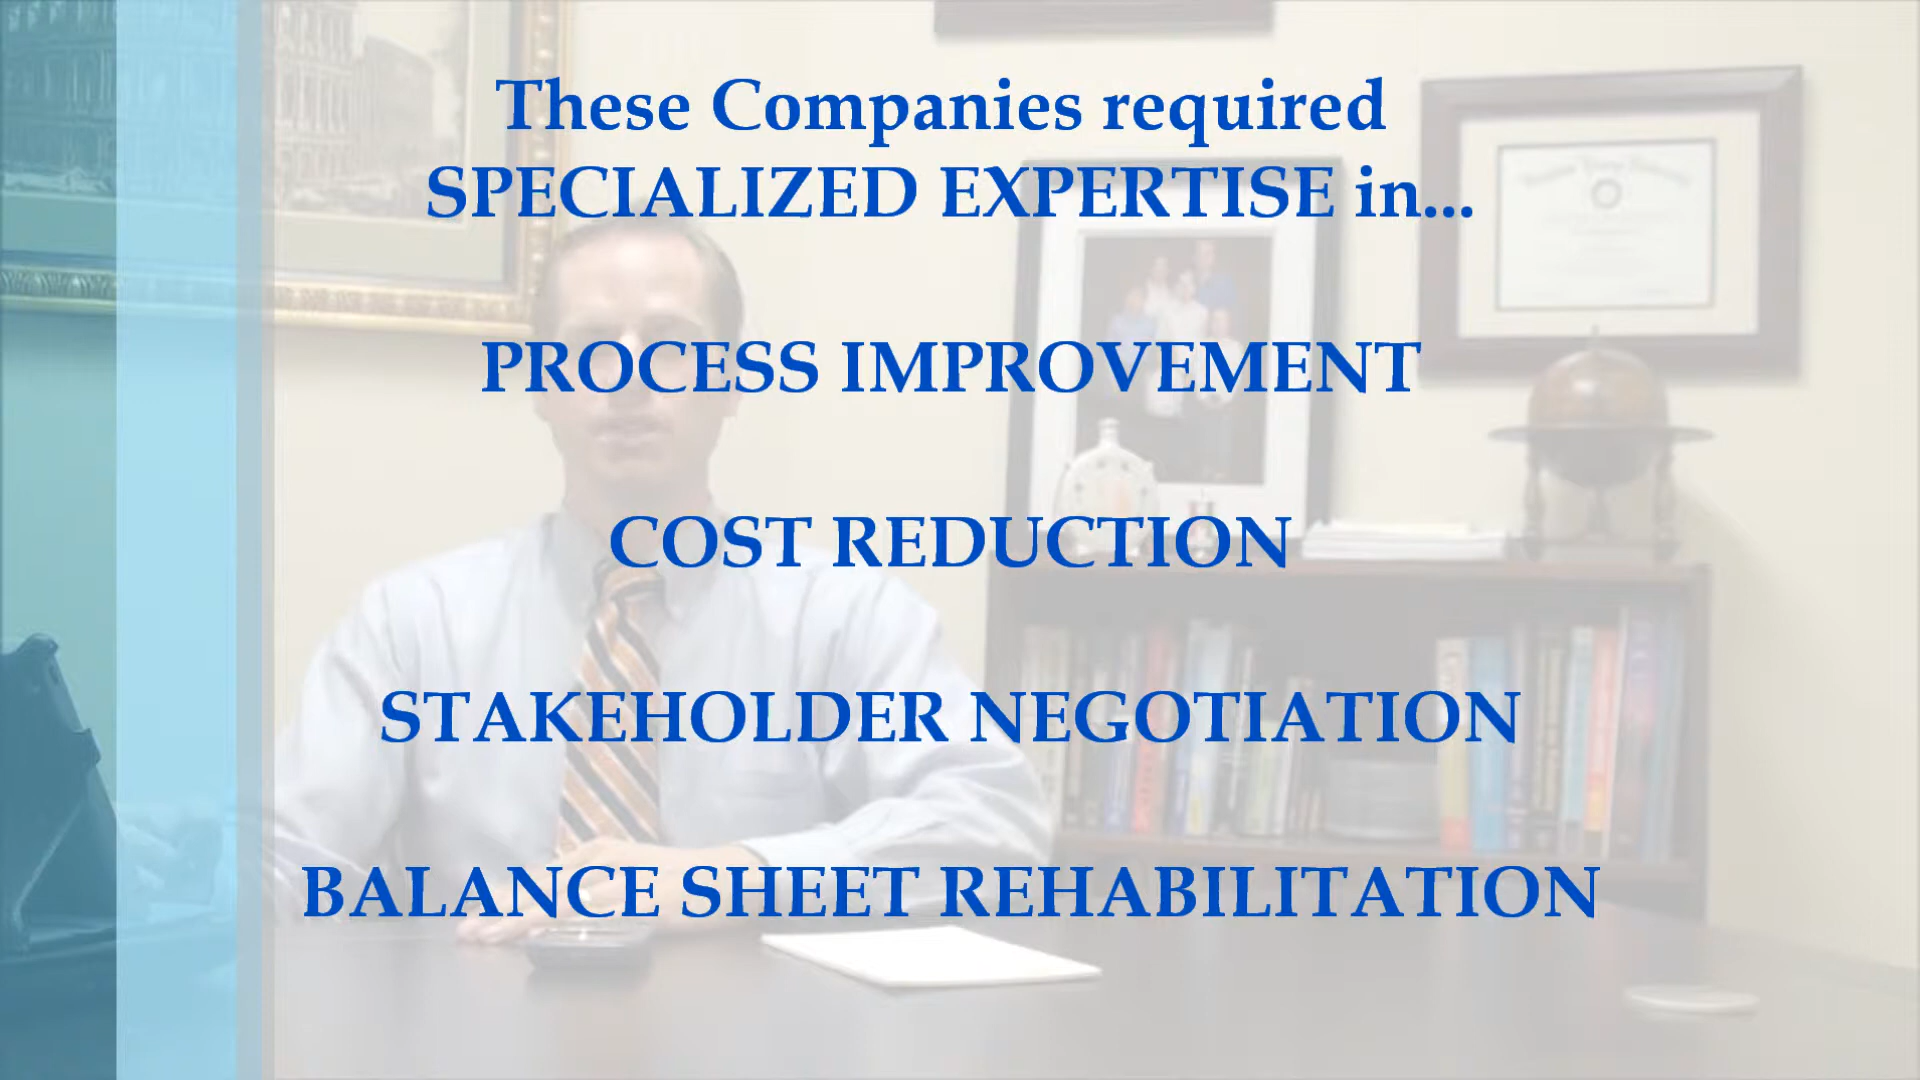 These Companies required
SPECIALIZED EXPERTISE in...
PROCESS IMPROVEMENT
COST REDUCTION
STAKEHOLDER NEGOTIATION
BALANCE SHEET REHABILITATION